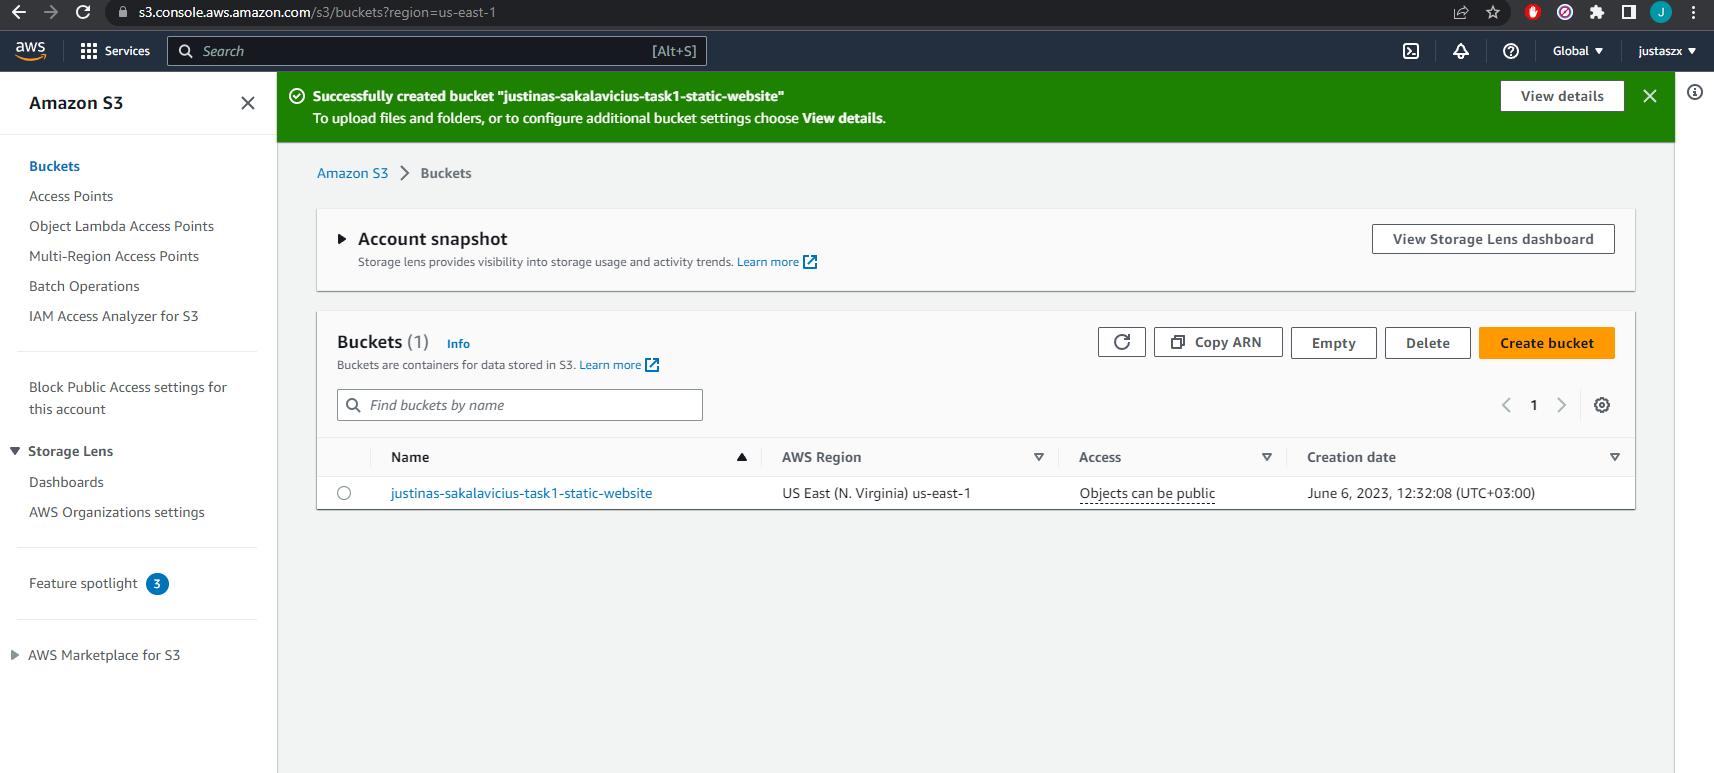 s3.console.aws.amazon.com/s3/buckets?region=us-east-1
J
aws
Services
Search
[Alt+S]
Global
justaszx
Amazon S3
Buckets
Access Points
Object Lambda Access Points
Multi-Region Access Points
Batch Operations
IAM Access Analyzer for S3
Block Public Access settings for
this account
Storage Lens
Dashboards
AWS Organizations settings
Feature spotlight 3
AWS Marketplace for S3
Successfully created bucket "justinas-sakalavicius-task1-static-website"
To upload files and folders, or to configure additional bucket settings choose View details.
View details
Amazon S3 Buckets
Account snapshot
Storage lens provides visibility into storage usage and activity trends. Learn more
View Storage Lens dashboard
Buckets (1) Info
Buckets are containers for data stored in S3. Learn more
Copy ARN
Empty
Delete
Create bucket
Find buckets by name
1
Name AWS Region Access Creation date
justinas-sakalavicius-task1-static-website US East (N. Virginia) us-east-1 Objects can be public June 6, 2023, 12:32:08 (UTC+03:00)